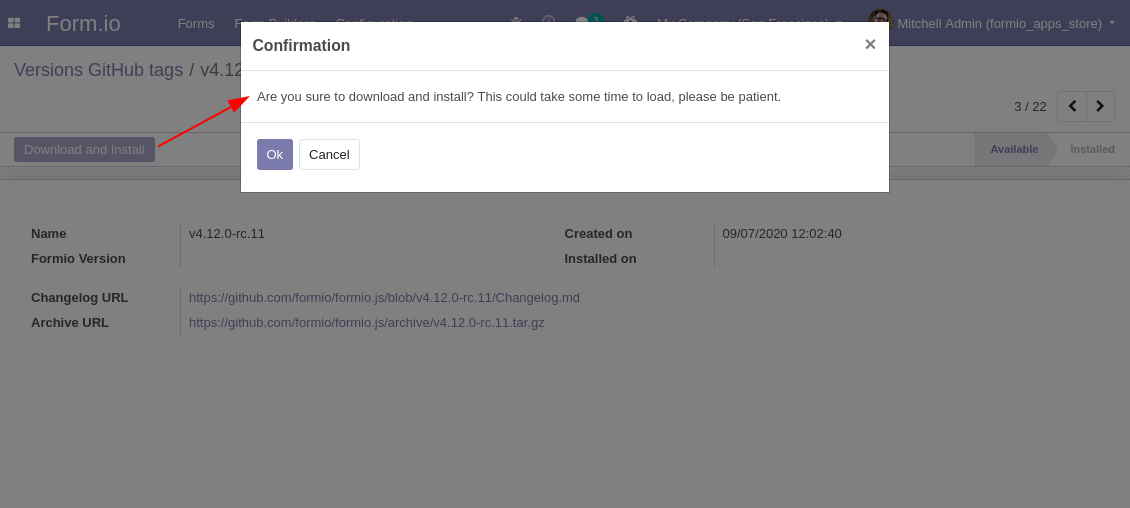 Form.io Forms Form Builders Configuration 3 My Company (San Francisco) Mitchell Admin (formio_apps_store)
Confirmation ×
Versions GitHub tags / v4.12
Are you sure to download and install? This could take some time to load, please be patient.
3 / 22
Ok Cancel
Download and Install Available Installed
Name v4.12.0-rc.11 Created on 09/07/2020 12:02:40
Formio Version Installed on
Changelog URL https://github.com/formio/formio.js/blob/v4.12.0-rc.11/Changelog.md
Archive URL https://github.com/formio/formio.js/archive/v4.12.0-rc.11.tar.gz